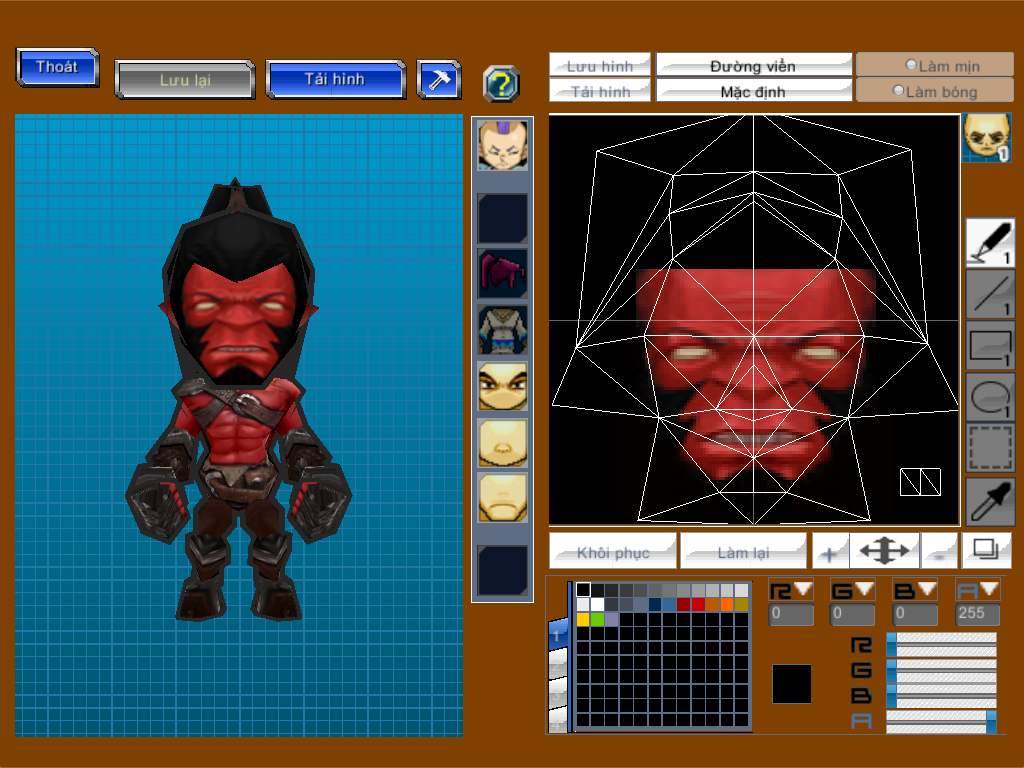 Thoát
Lưu lại
Tải hình
?
Lưu hình
Đường viền
Làm mịn
Tải hình
Mặc định
Làm bóng
1
1
1
1
1
Khôi phục
Làm lại
+
-
R
G
B
A
0
0
0
255
1
R
G
B
A